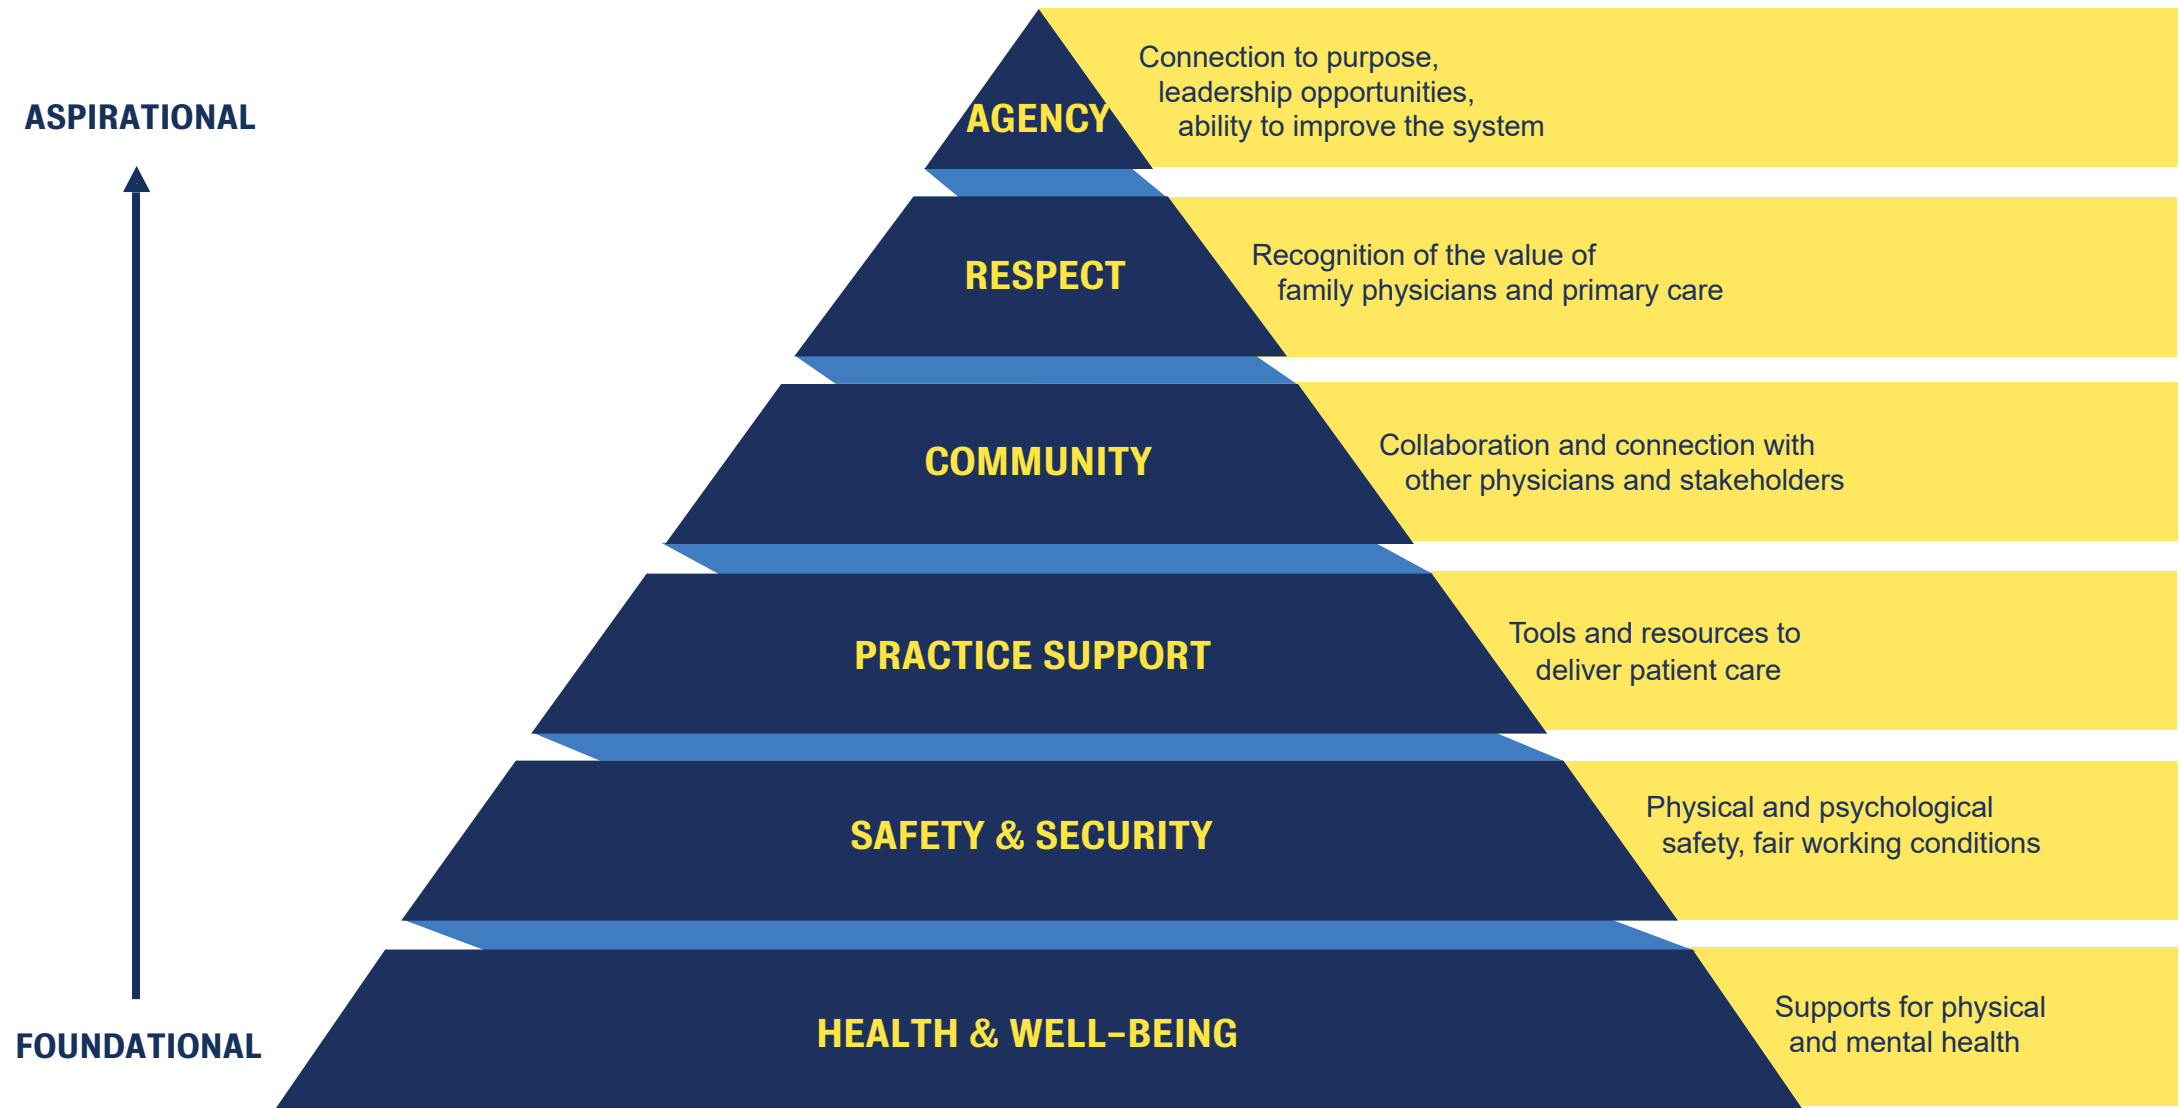 ASPIRATIONAL
FOUNDATIONAL
AGENCY
Connection to purpose,
leadership opportunities,
ability to improve the system
RESPECT
Recognition of the value of
family physicians and primary care
COMMUNITY
Collaboration and connection with
other physicians and stakeholders
PRACTICE SUPPORT
Tools and resources to
deliver patient care
SAFETY & SECURITY
Physical and psychological
safety, fair working conditions
HEALTH & WELL-BEING
Supports for physical
and mental health